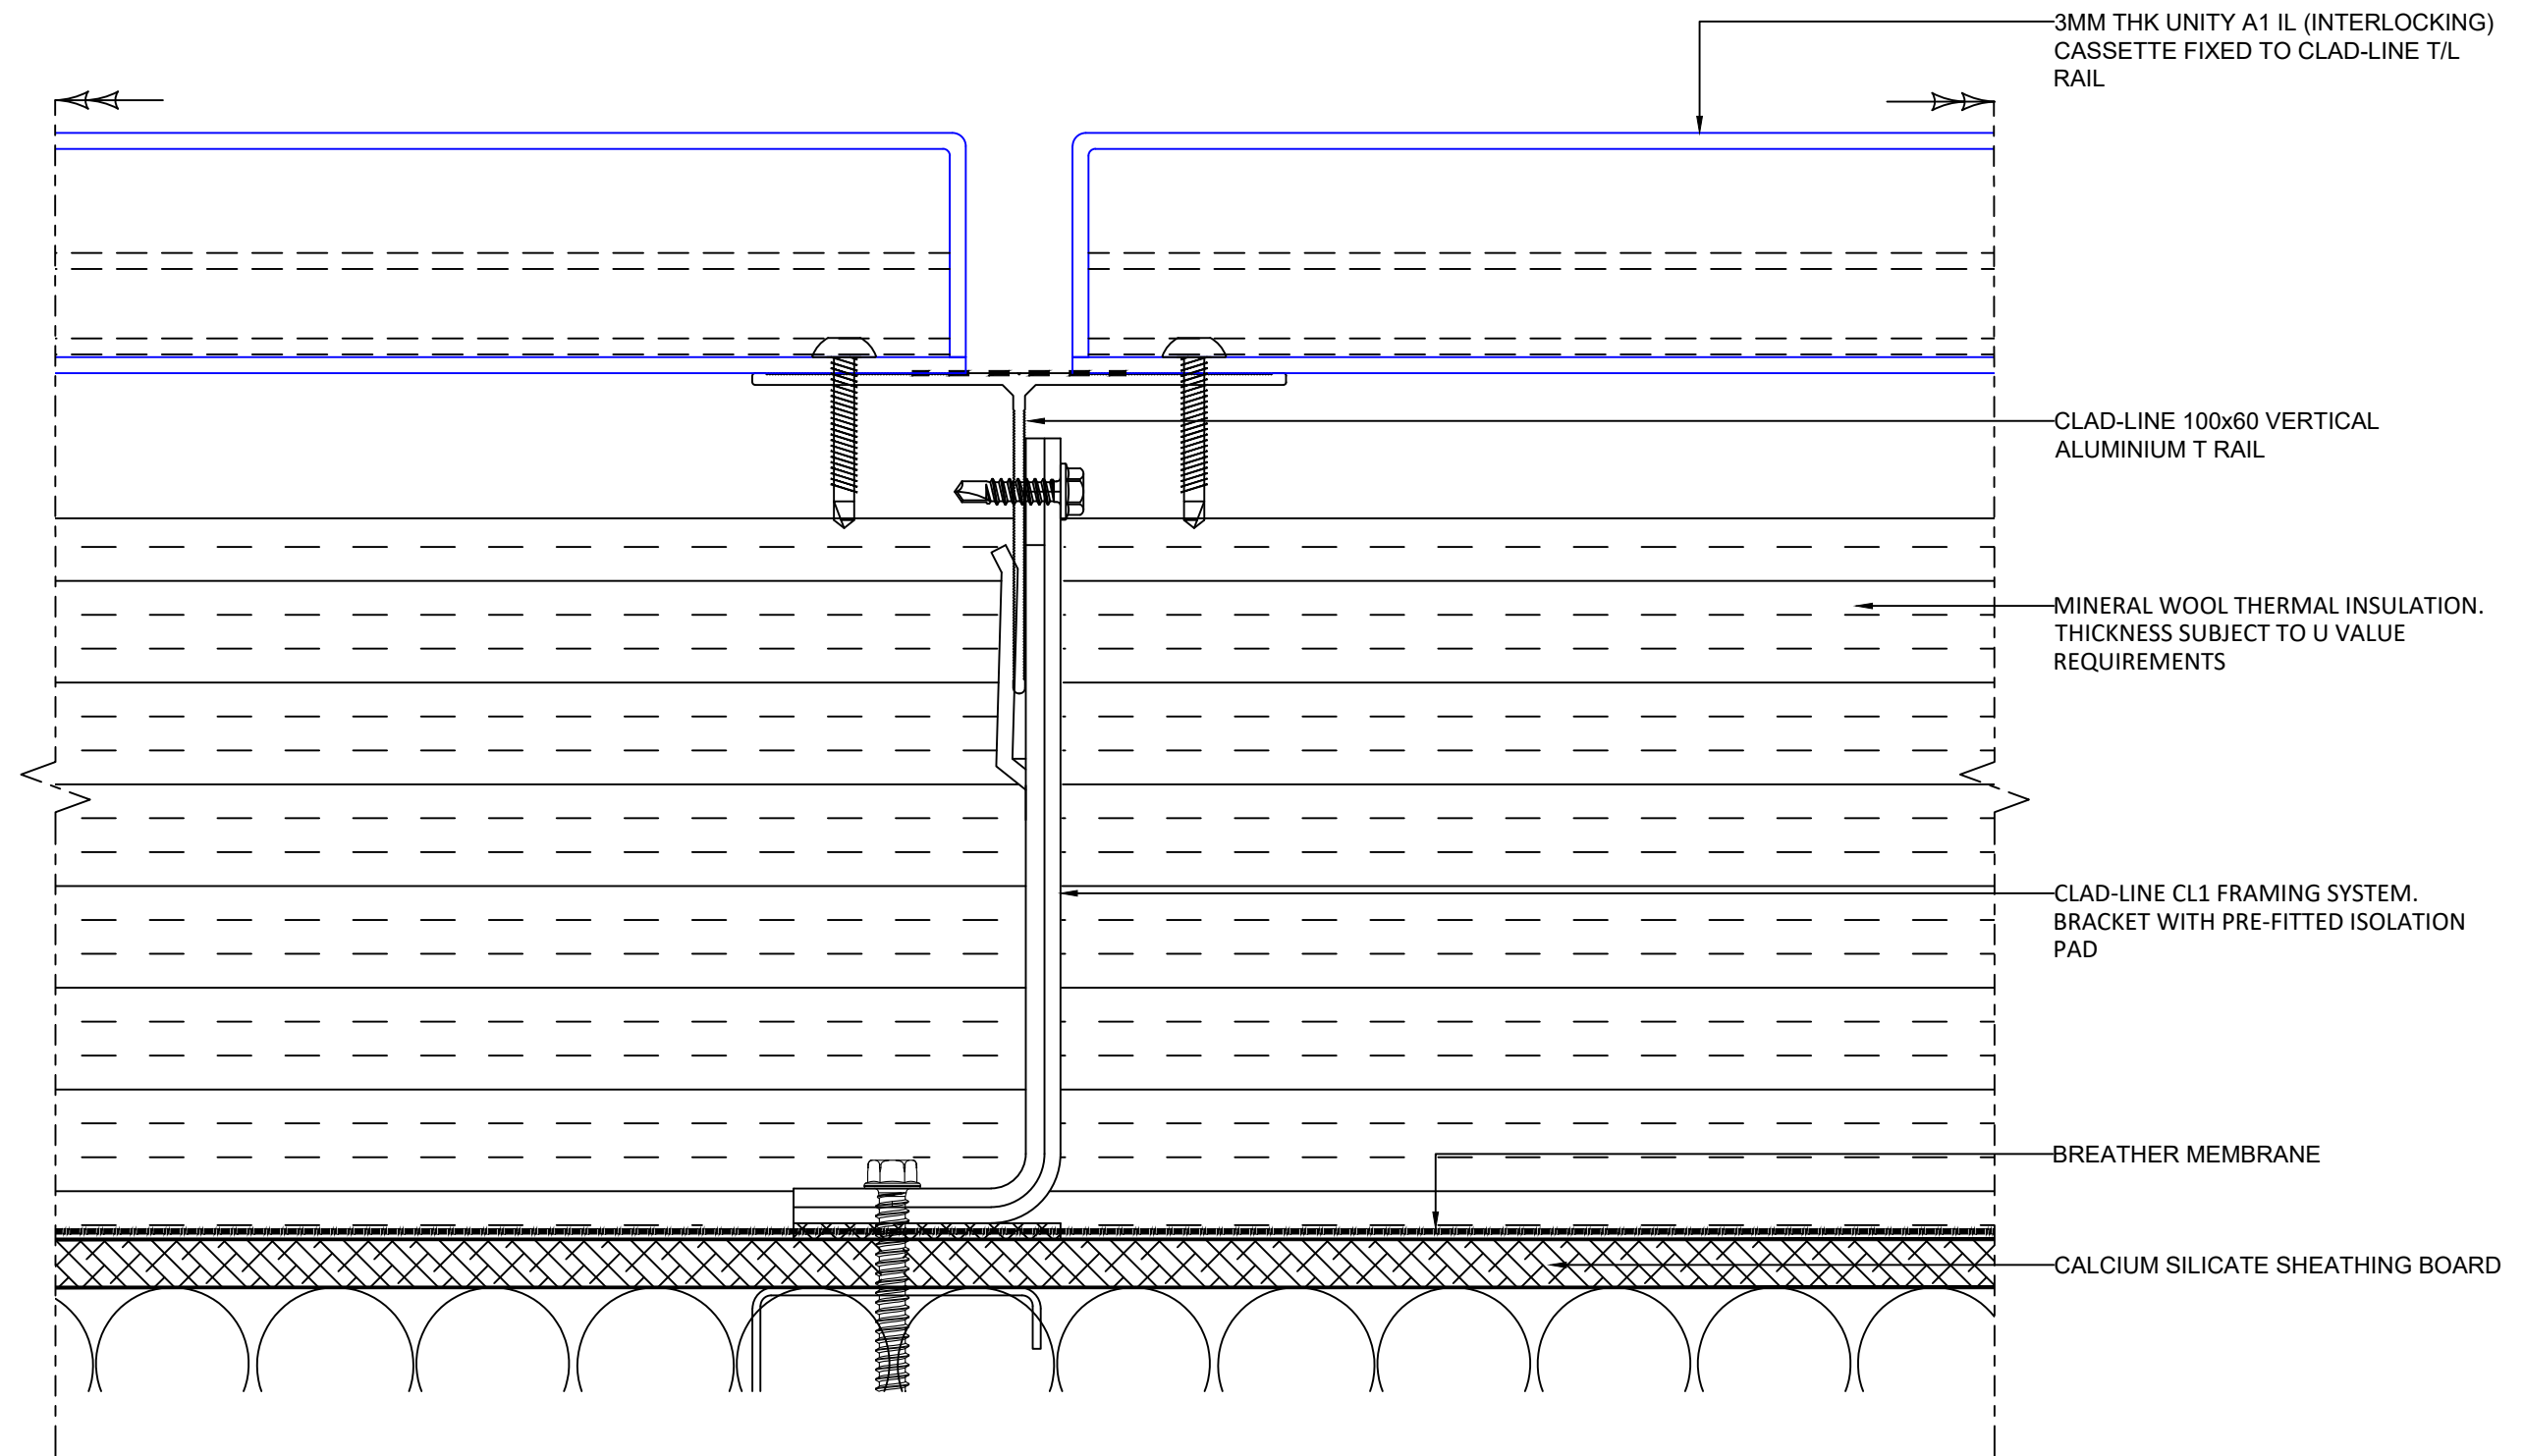 3MM THK UNITY A1 IL (INTERLOCKING)
CASSETTE FIXED TO CLAD-LINE T/L
RAIL
CLAD-LINE 100x60 VERTICAL
ALUMINIUM T RAIL
MINERAL WOOL THERMAL INSULATION.
THICKNESS SUBJECT TO U VALUE
REQUIREMENTS
CLAD-LINE CL1 FRAMING SYSTEM.
BRACKET WITH PRE-FITTED ISOLATION
PAD
BREATHER MEMBRANE
CALCIUM SILICATE SHEATHING BOARD